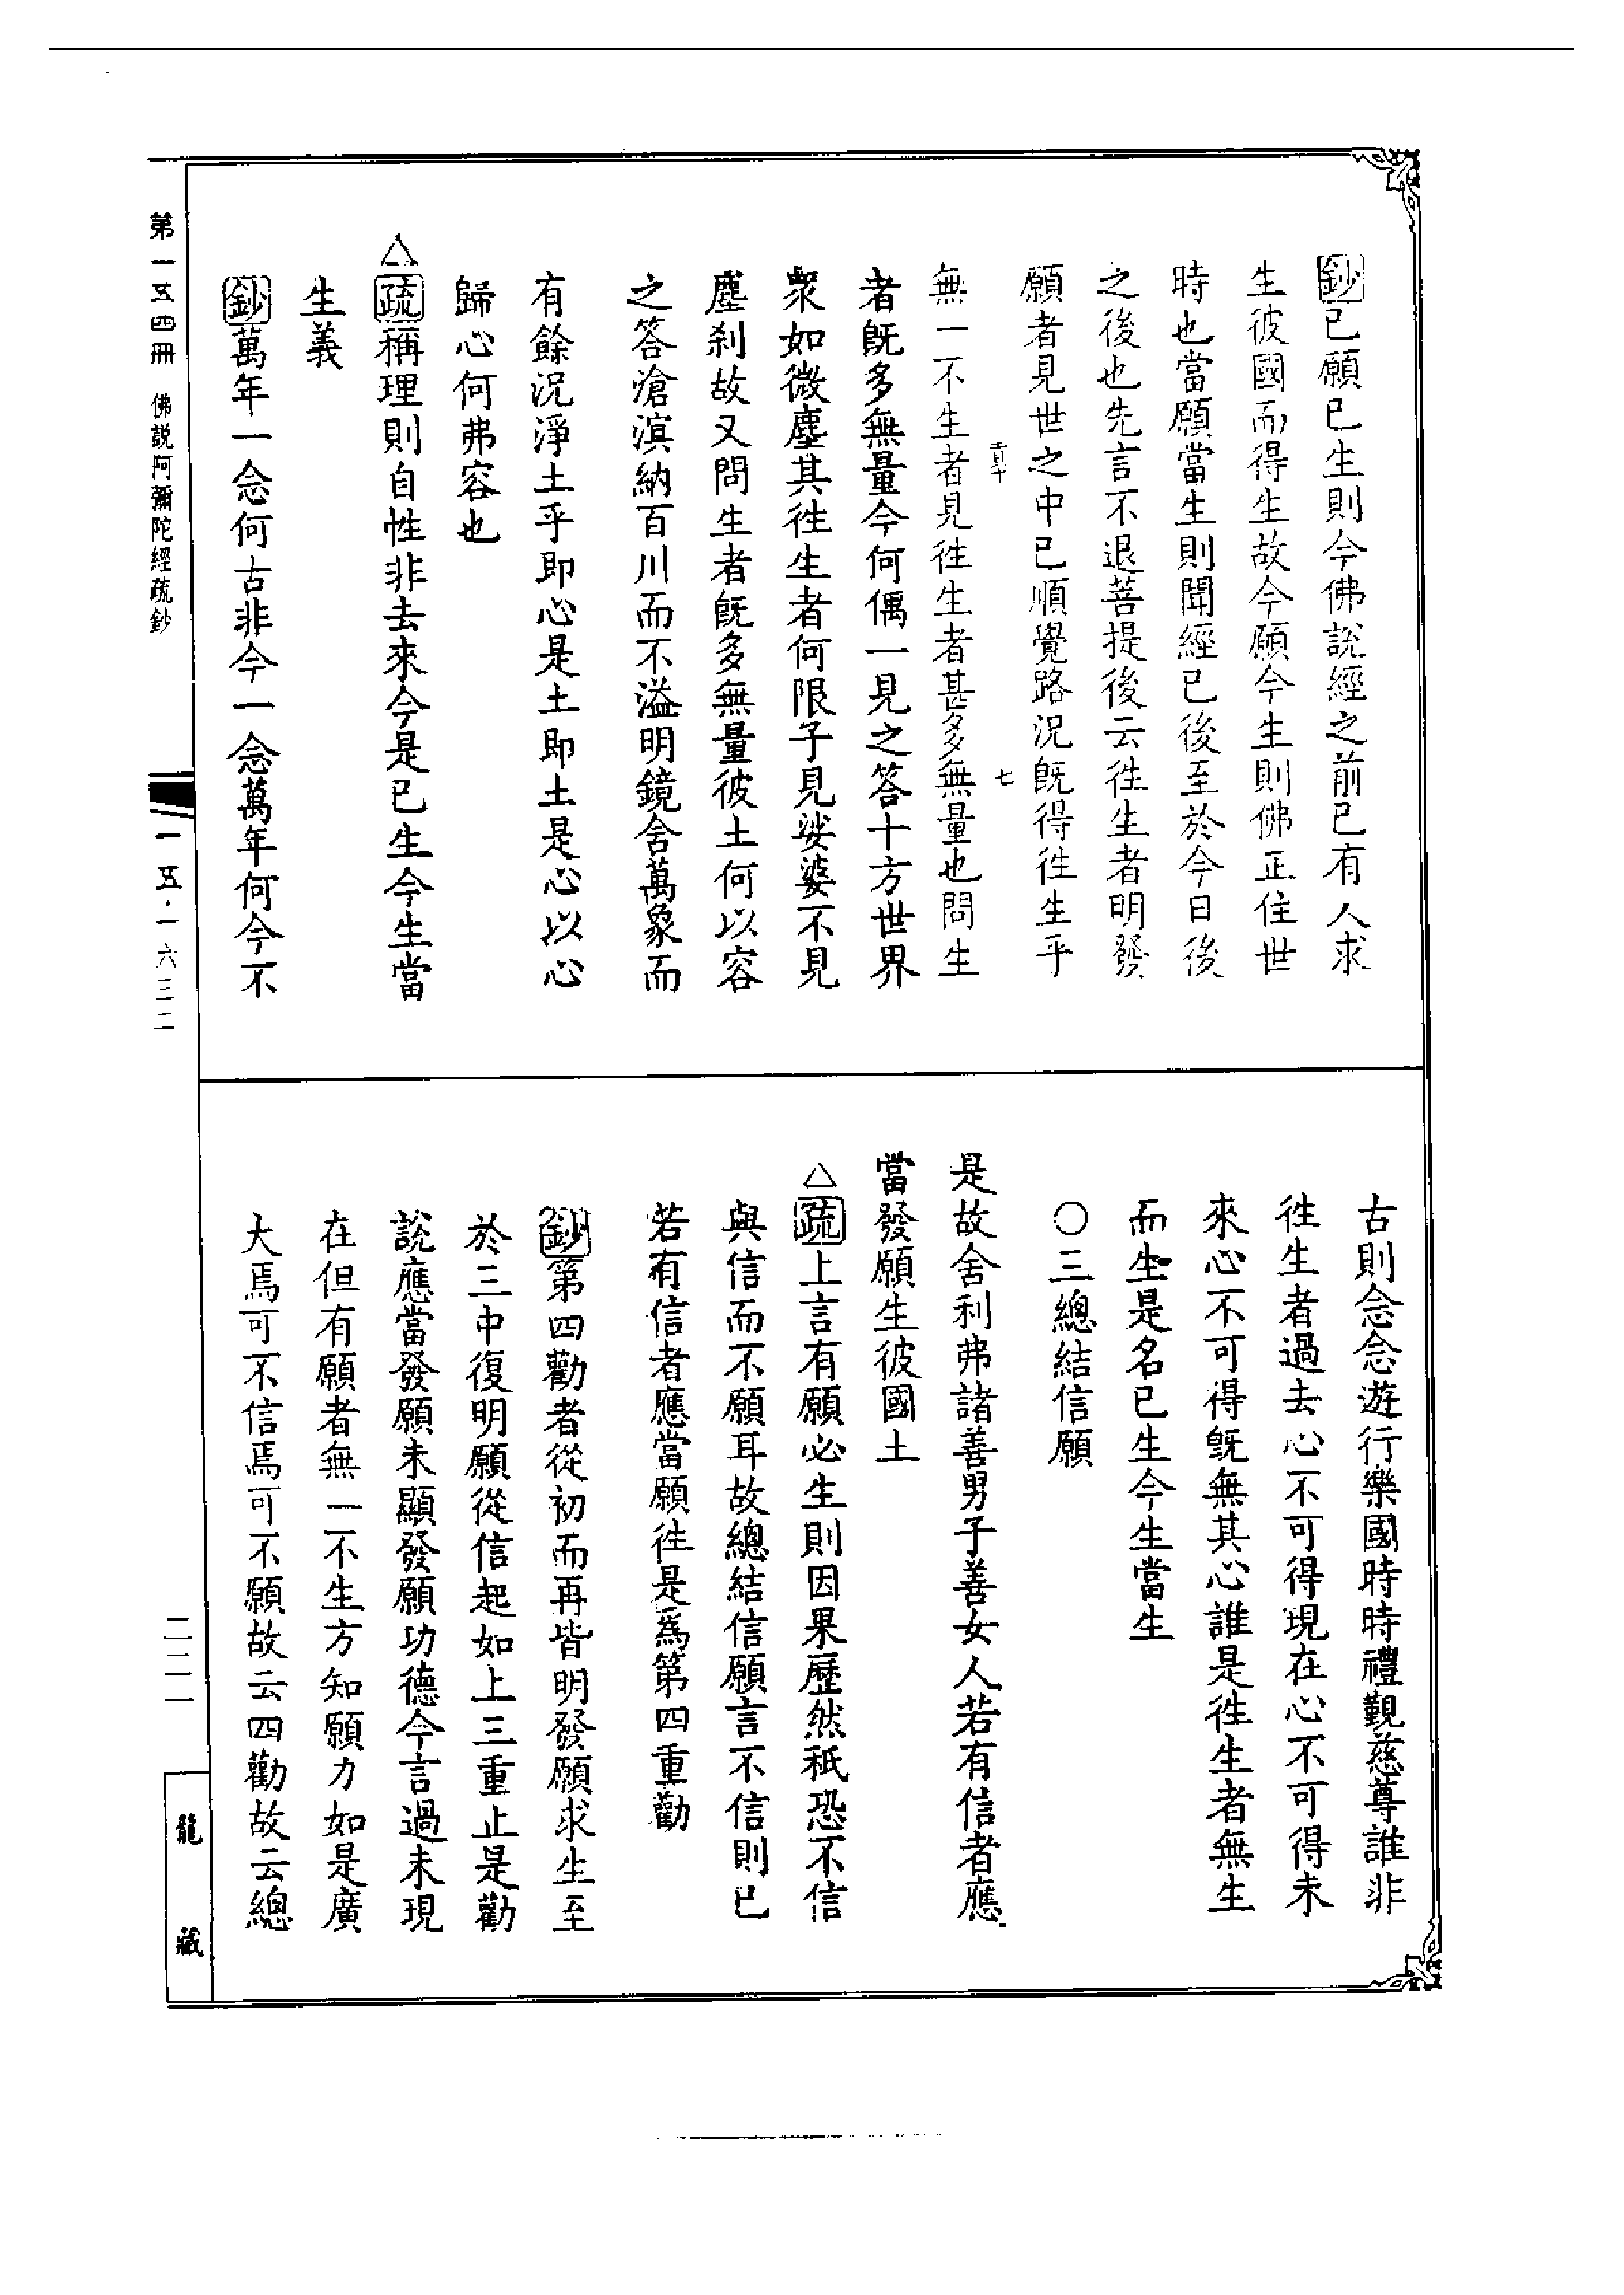 鈔已願已生則今佛說經之前已有人求
生彼國而得生故今願今生則佛正住世
時也當願當生則聞經已後至於今日後
之後也先言不退菩提後云徃生者明發
願者見世之中已順覺路況旣得徃生乎
七
無一不生者見徃生者甚多無量也問生
者旣多無量今何偶一見之答十方世界
衆如微塵其徃生者何限子見娑婆不見
塵刹故又問生者旣多無量彼土何以容
之答滄溟納百川而不溢明鏡含萬象而
有餘況淨土乎卽心是土卽土是心以心
歸心何弗容也
△疏稱理則自性非去來今是已生今生當
生義
鈔萬年一念何古非今一念萬年何今不
古則念念遊行樂國時時禮覲慈尊誰非
徃生者過去心不可得現在心不可得未
來心不可得旣無其心誰是徃生者無生
而生是名已生今生當生
○三總結信願
是故舍利弗諸善男子善女人若有信者應
當發願生彼國土
△疏上言有願必生則因果歷然秖恐不信
與信而不願耳故總結信願言不信則已
若有信者應當願徃是爲第四重勸
鈔第四勸者從初而再皆明發願求生至
於三中復明願從信起如上三重止是勸
說應當發願未顯發願功德今言過未現
在但有願者無一不生方知願力如是廣
大焉可不信焉可不願故云四勸故云總
第一五四冊 佛說阿彌陀經疏鈔
一五·一六三二
二二一
龍藏